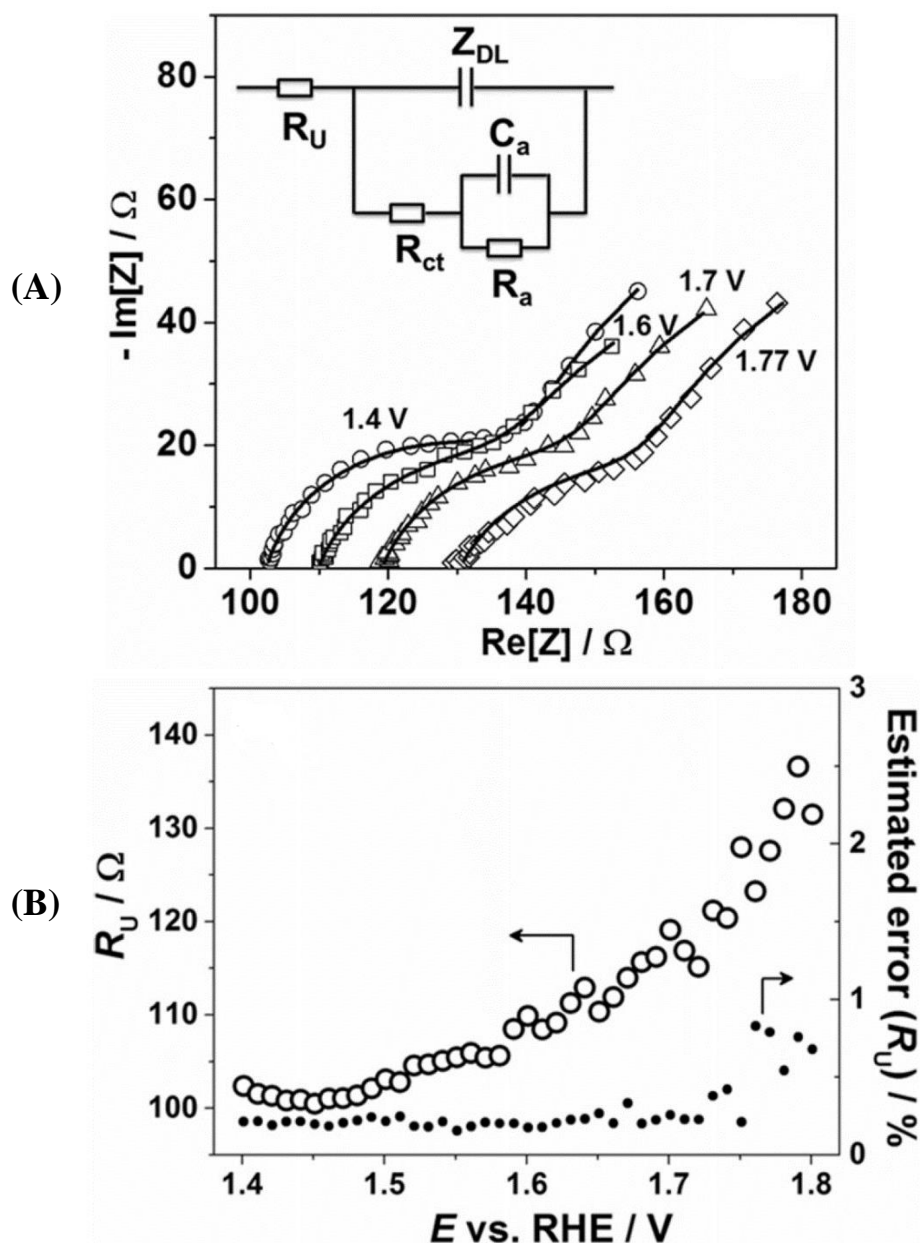 (A)
- Im[Z] / Ω
80
60
40
20
0
Z_DL
R_U
C_a
R_ct
R_a
1.4 V
1.6 V
1.7 V
1.77 V
100 120 140 160 180
Re[Z] / Ω
(B)
R_U / Ω
140
130
120
110
100
3
2
1
0
Estimated error (R_U) / %
1.4 1.5 1.6 1.7 1.8
E vs. RHE / V